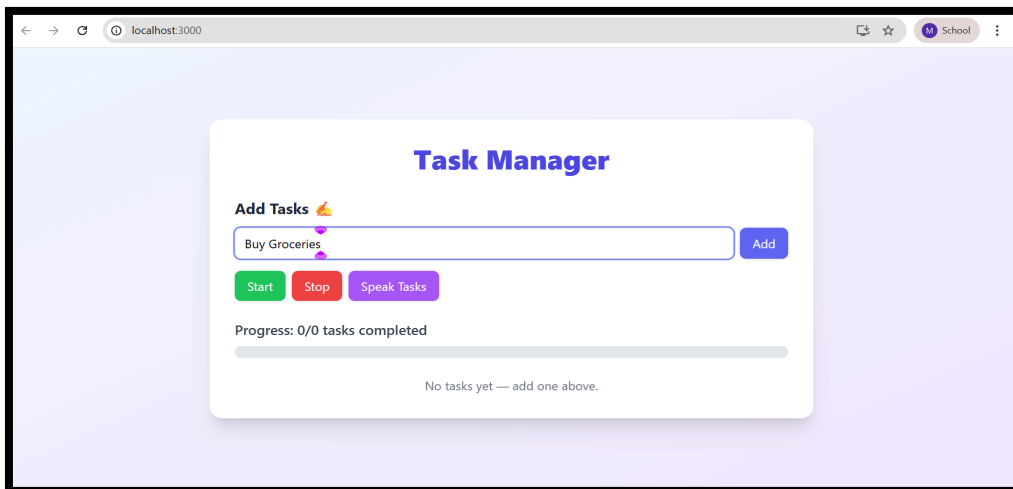 localhost:3000
M School
Task Manager
Add Tasks ✍️
Buy Groceries
Add
Start Stop Speak Tasks
Progress: 0/0 tasks completed
No tasks yet — add one above.